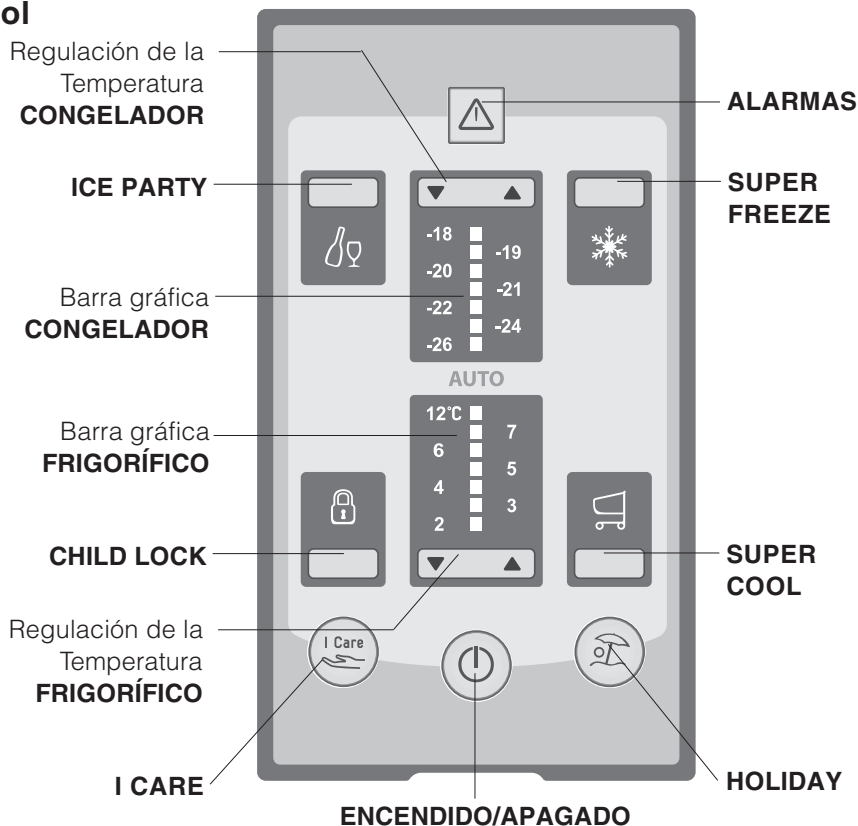 ol
Regulación de la
Temperatura
CONGELADOR
ALARMAS
ICE PARTY
SUPER
FREEZE
-18
-19
-20
-21
-22
-24
-26
Barra gráfica
CONGELADOR
AUTO
12°C
7
6
5
4
3
2
Barra gráfica
FRIGORÍFICO
CHILD LOCK
SUPER
COOL
Regulación de la
Temperatura
FRIGORÍFICO
I Care
I CARE
HOLIDAY
ENCENDIDO/APAGADO